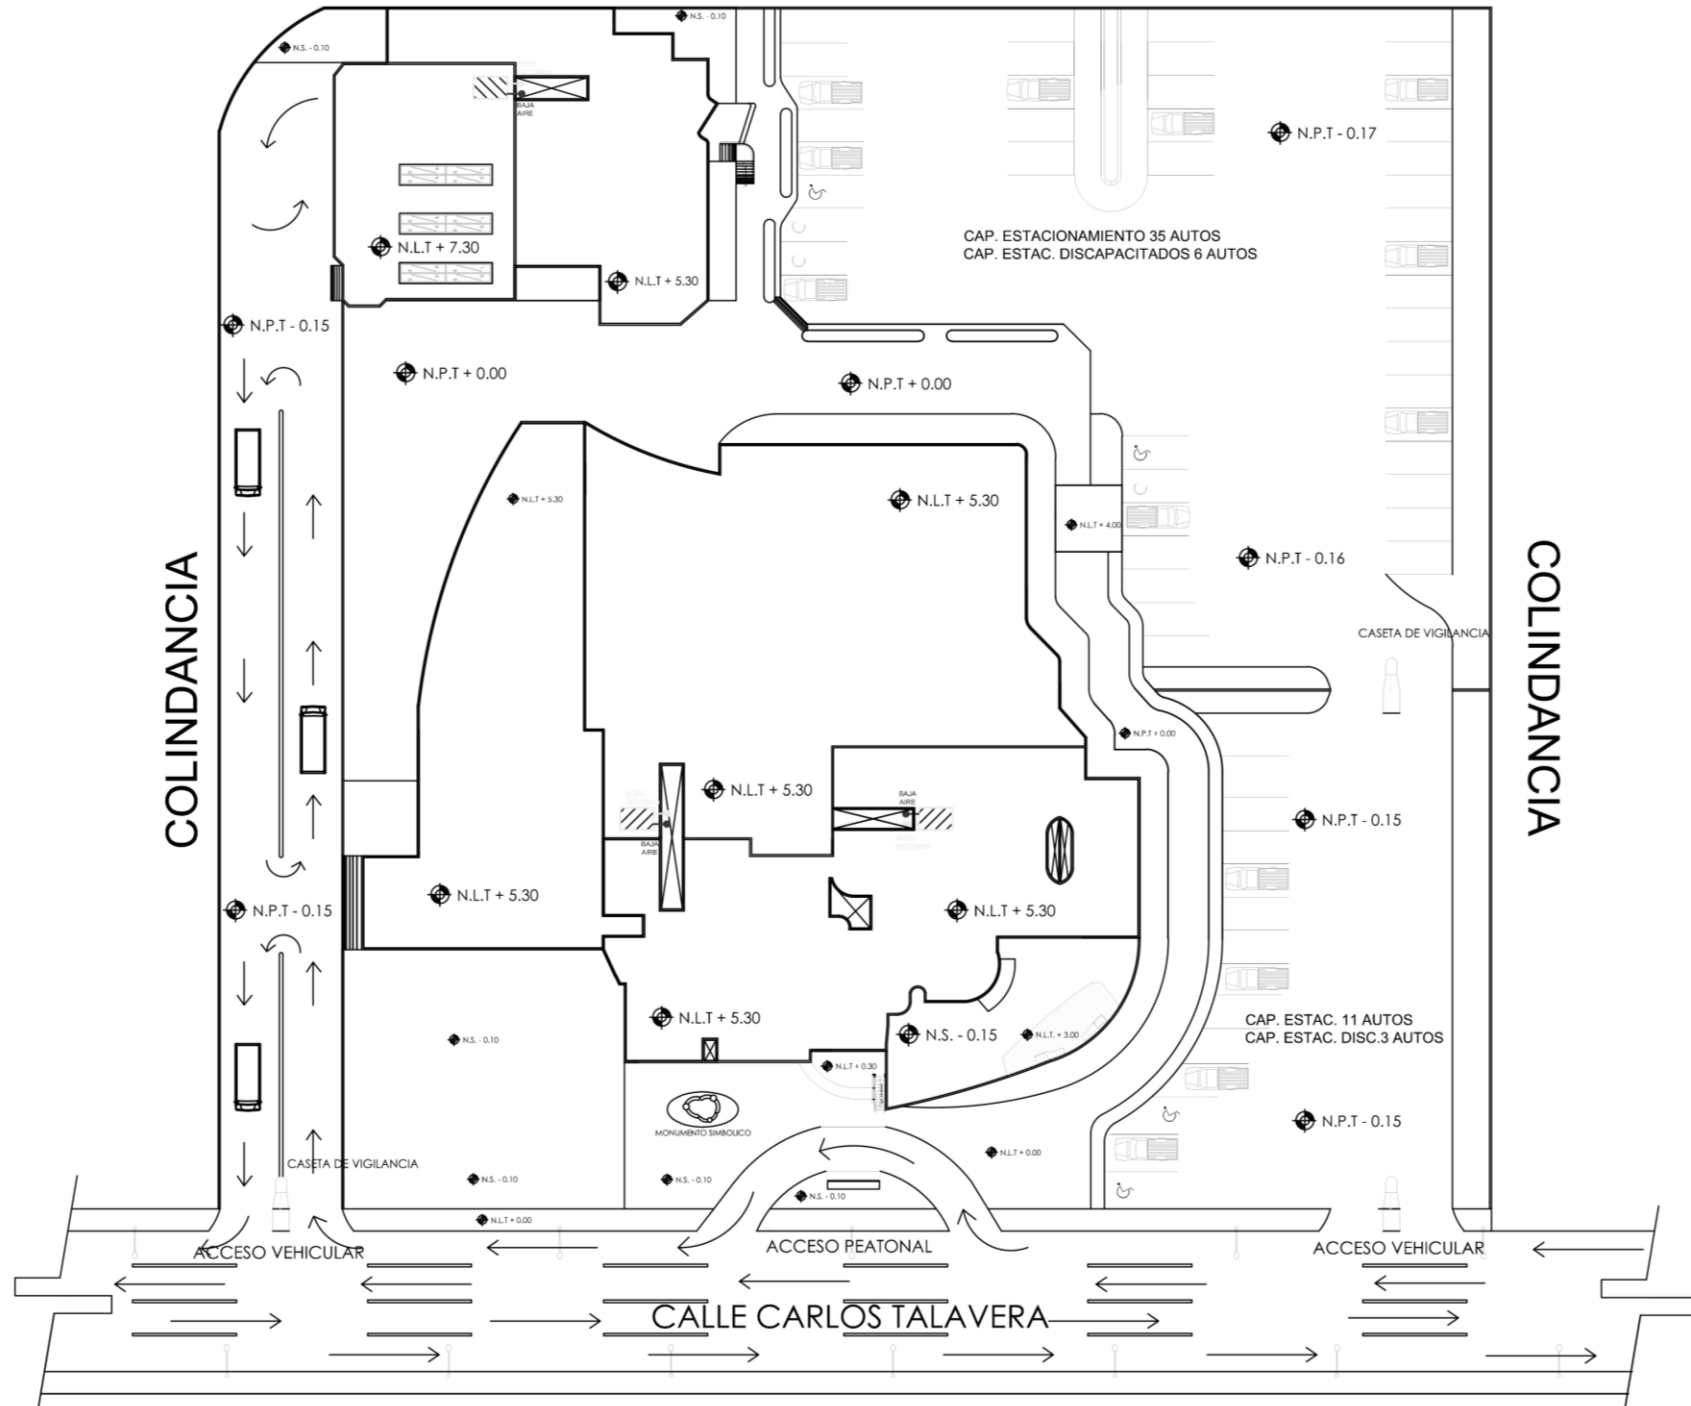 N.S. - 0.10
N.S. - 0.10
BAJA
AIRE
N.P.T - 0.17
CAP. ESTACIONAMIENTO 35 AUTOS
CAP. ESTAC. DISCAPACITADOS 6 AUTOS
N.L.T + 7.30
N.L.T + 5.30
N.P.T - 0.15
N.P.T + 0.00
N.P.T + 0.00
N.L.T + 5.30
N.L.T + 5.30
N.L.T + 4.00
N.P.T - 0.16
COLINDANCIA
COLINDANCIA
CASETA DE VIGILANCIA
N.P.T + 0.00
N.L.T + 5.30
BAJA
AIRE
N.P.T - 0.15
BAJA
AIRE
N.L.T + 5.30
N.P.T - 0.15
N.L.T + 5.30
N.L.T + 5.30
N.S. - 0.15
N.L.T. + 3.00
CAP. ESTAC. 11 AUTOS
CAP. ESTAC. DISC.3 AUTOS
N.S. - 0.10
N.L.T + 0.30
N.P.T - 0.15
MONUMENTO SIMBOLICO
N.L.T + 0.00
CASETA DE VIGILANCIA
N.S. - 0.10
N.S. - 0.10
N.S. - 0.10
N.L.T + 0.00
ACCESO VEHICULAR
ACCESO PEATONAL
ACCESO VEHICULAR
CALLE CARLOS TALAVERA